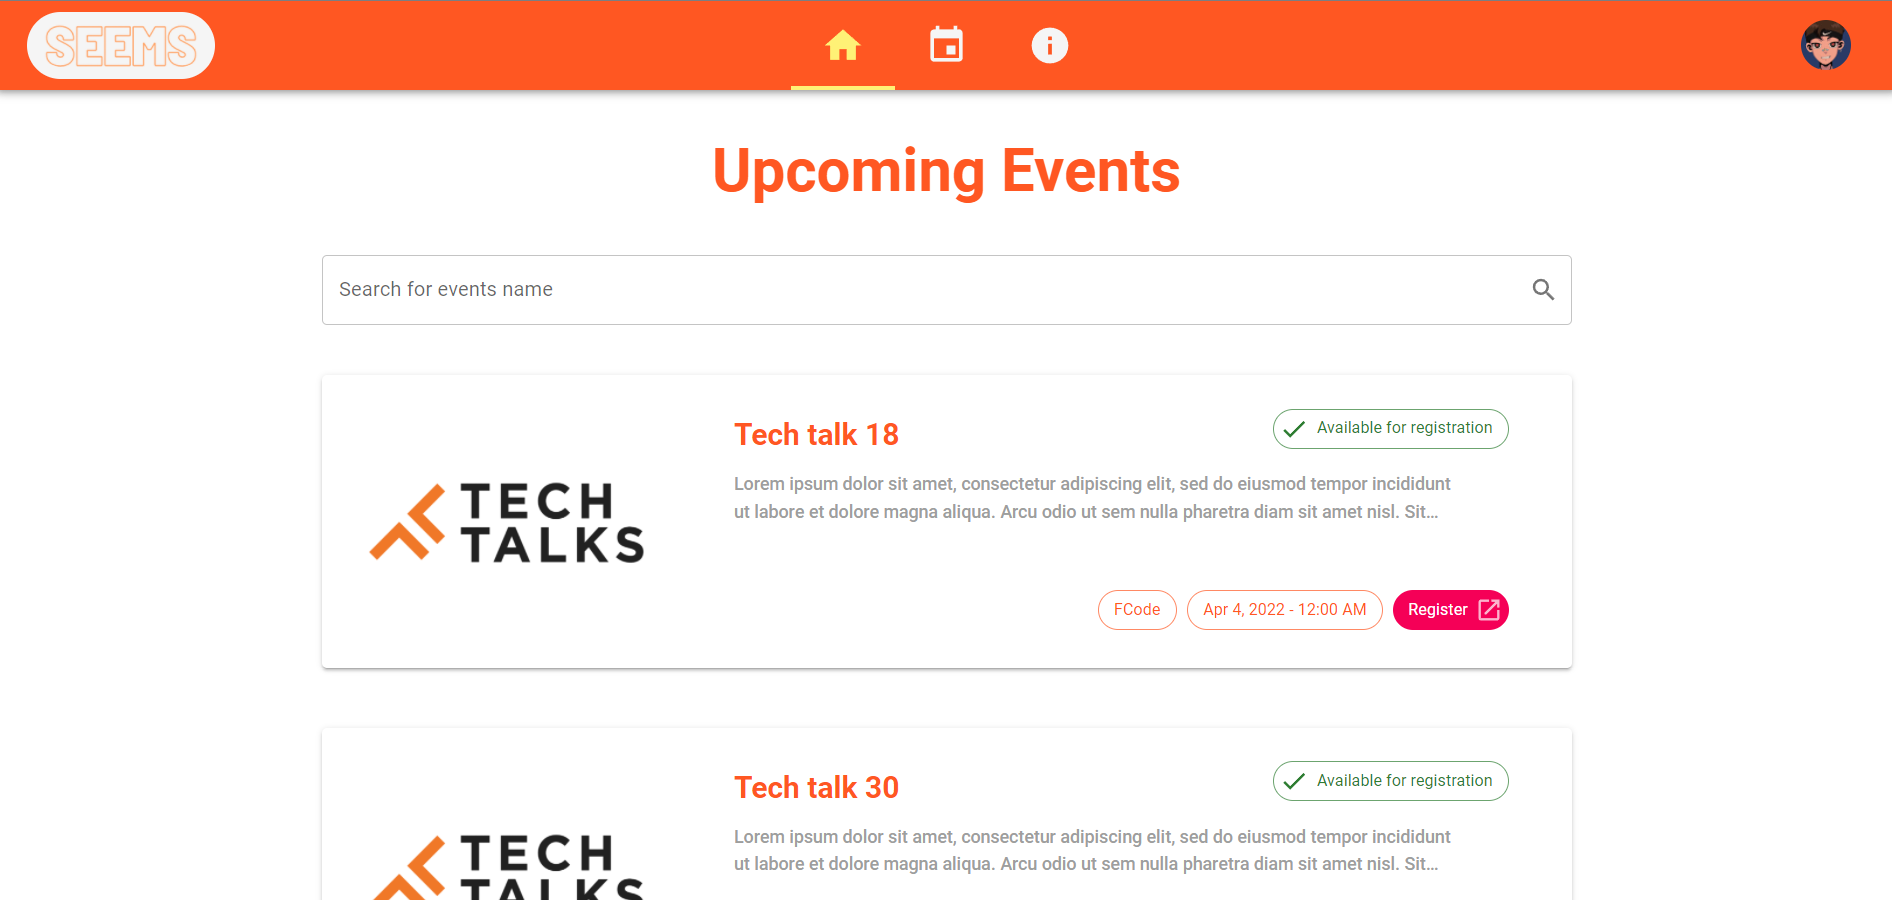 SEEMS
Upcoming Events
Search for events name
TECH
TALKS
Tech talk 18
Available for registration
Lorem ipsum dolor sit amet, consectetur adipiscing elit, sed do eiusmod tempor incididunt
ut labore et dolore magna aliqua. Arcu odio ut sem nulla pharetra diam sit amet nisl. Sit...
FCode
Apr 4, 2022 - 12:00 AM
Register
TECH
TALKS
Tech talk 30
Available for registration
Lorem ipsum dolor sit amet, consectetur adipiscing elit, sed do eiusmod tempor incididunt
ut labore et dolore magna aliqua. Arcu odio ut sem nulla pharetra diam sit amet nisl. Sit...